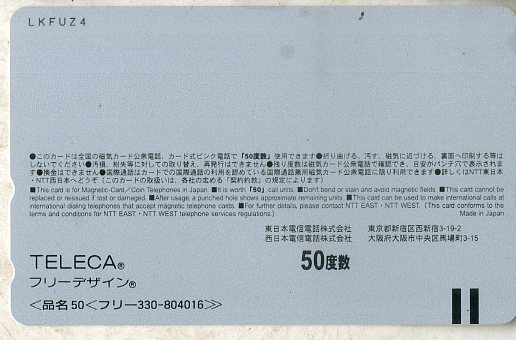 LKFUZ4
●このカードは全国の磁気カード公衆電話、カード式ピンク電話で「50度数」使用できます●折り曲げる、汚す、磁気に近づける、裏面へ印刷する等は
しないでください●汚損、紛失等に対しての取り替え、再発行はできません●残り度数は磁気カード公衆電話で確認でき、目安がパンチ穴で表示されま
す●換金はできません●国際通話はカードでの国際通話の利用を認めている国際通話兼用磁気カード公衆電話に取り利用できます●詳しくはNTT東日本
・NTT西日本へどうぞ（このカードの取扱いは、各社の定める「契約約款」の規定によります）
■This card is for Magnetic-Card／Coin Telephones in Japan. ■It is worth「50」call units. ■Don't bend or stain and avoid magnetic fields. ■This card cannot be
replaced or reissued if lost or damaged. ■After usage, a punched hole shows approximate remaining units. ■This card can be used to make international calls at
international dialing telephones that accept magnetic telephone cards. ■For further details, please contact NTT EAST・NTT WEST. (This card conforms to the
terms and conditions for NTT EAST・NTT WEST telephone services regulations.)
Made in Japan
東日本電信電話株式会社 東京都新宿区西新宿3-19-2
西日本電信電話株式会社 大阪府大阪市中央区馬場町3-15
TELECA®
50度数
フリーデザイン®
＜品名50＜フリー330-804016＞＞